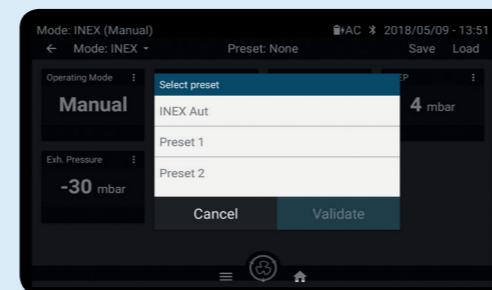 Mode: INEX (Manual) AC 2018/05/09 - 13:51
← Mode: INEX Preset: None Save Load
Operating Mode
Manual
4 mbar
Exh. Pressure
-30 mbar
Select preset
INEX Aut
Preset 1
Preset 2
Cancel Validate